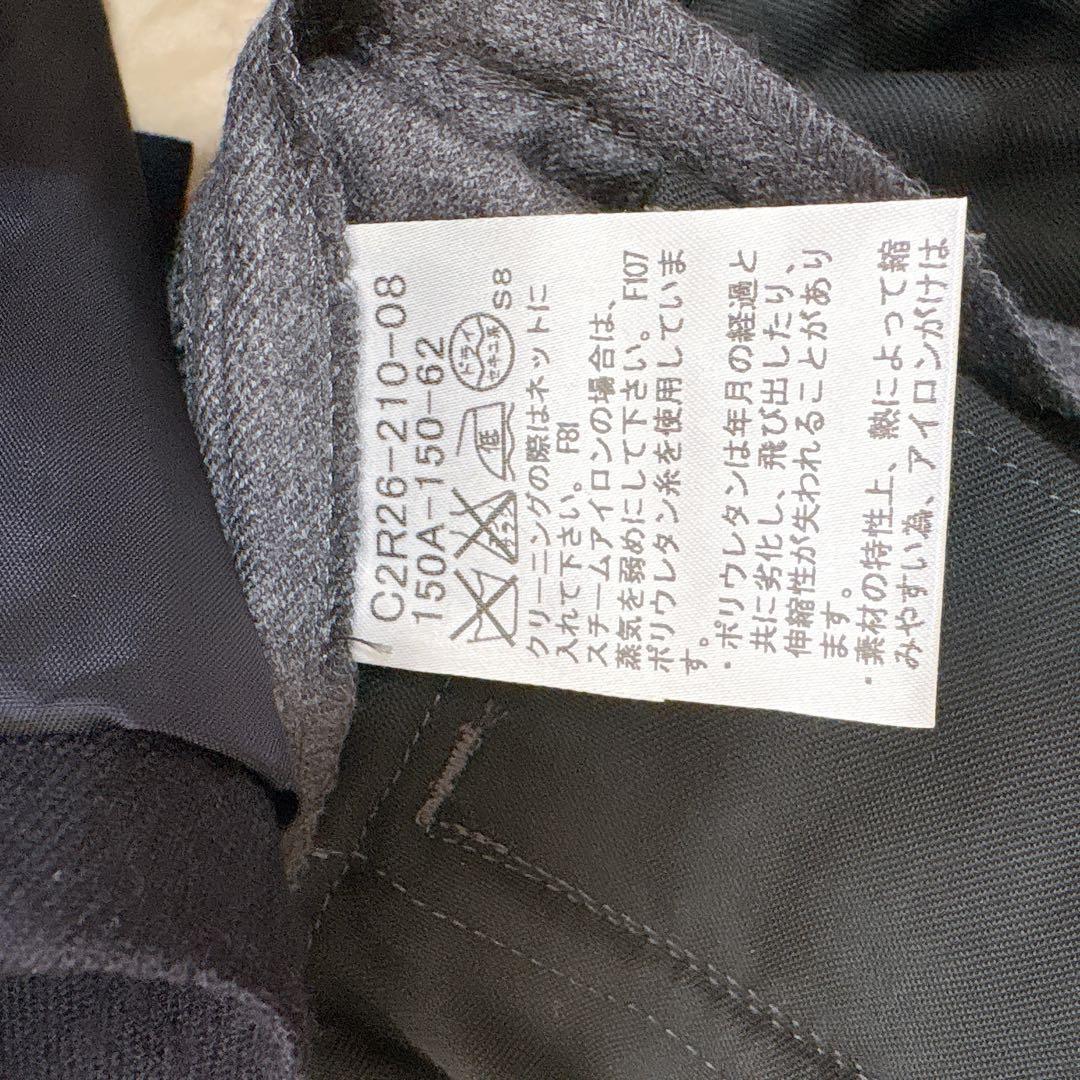 C2R26-210-08
150A-150-62
エンソ
サラシ
低
ドライ
セキユ系
S8
クリーニングの際はネットに
入れて下さい。 F81
スチームアイロンの場合は、
蒸気を弱めにして下さい。 F107
ポリウレタン糸を使用していま
す。
・ポリウレタンは年月の経過と
共に劣化し、飛び出したり、
伸縮性が失われることがあり
ます。
・素材の特性上、熱によって縮
みやすい為、アイロンがけは